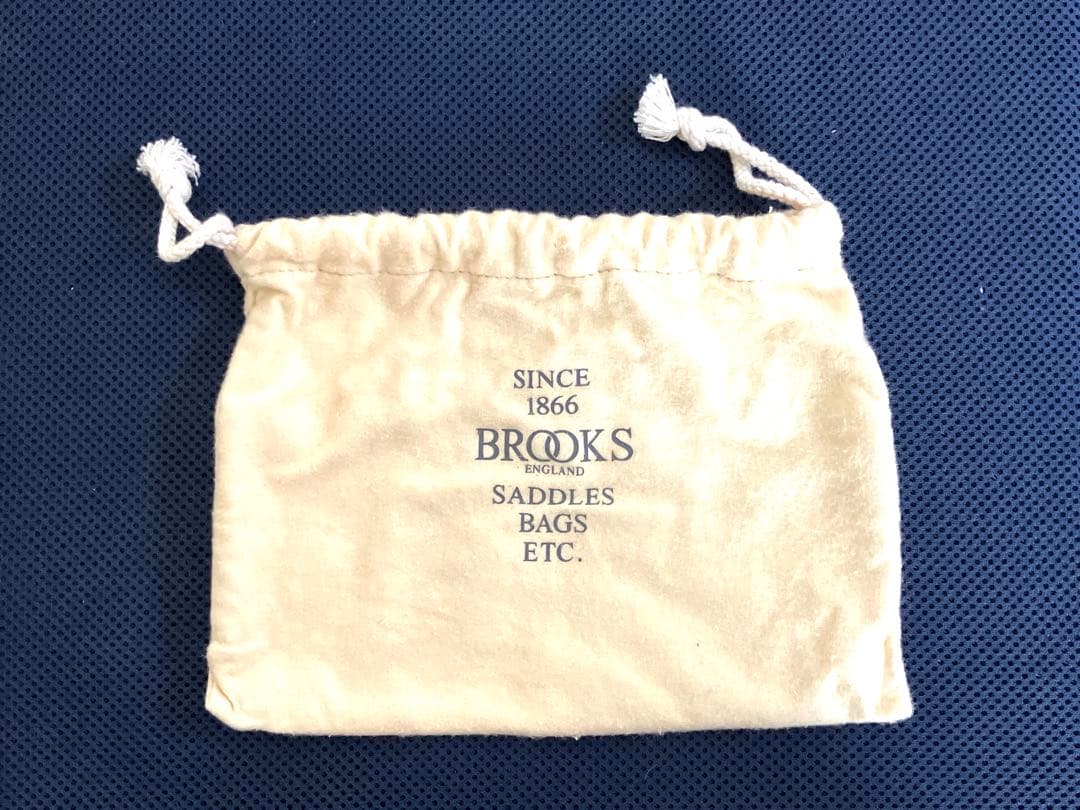 SINCE
1866
BROOKS
ENGLAND
SADDLES
BAGS
ETC.